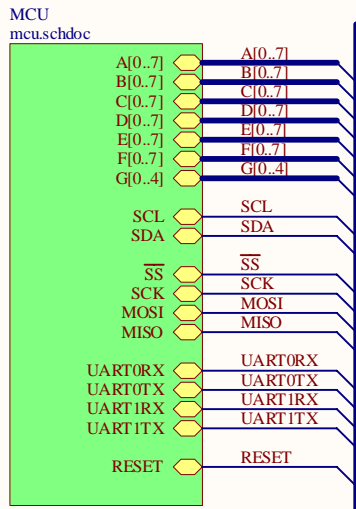 MCU
mcu.schdoc
A[0..7] A[0..7]
B[0..7] B[0..7]
C[0..7] C[0..7]
D[0..7] D[0..7]
E[0..7] E[0..7]
F[0..7] F[0..7]
G[0..4] G[0..4]
SCL SCL
SDA SDA
S̅S̅ S̅S̅
SCK SCK
MOSI MOSI
MISO MISO
UART0RX UART0RX
UART0TX UART0TX
UART1RX UART1RX
UART1TX UART1TX
RESET RESET